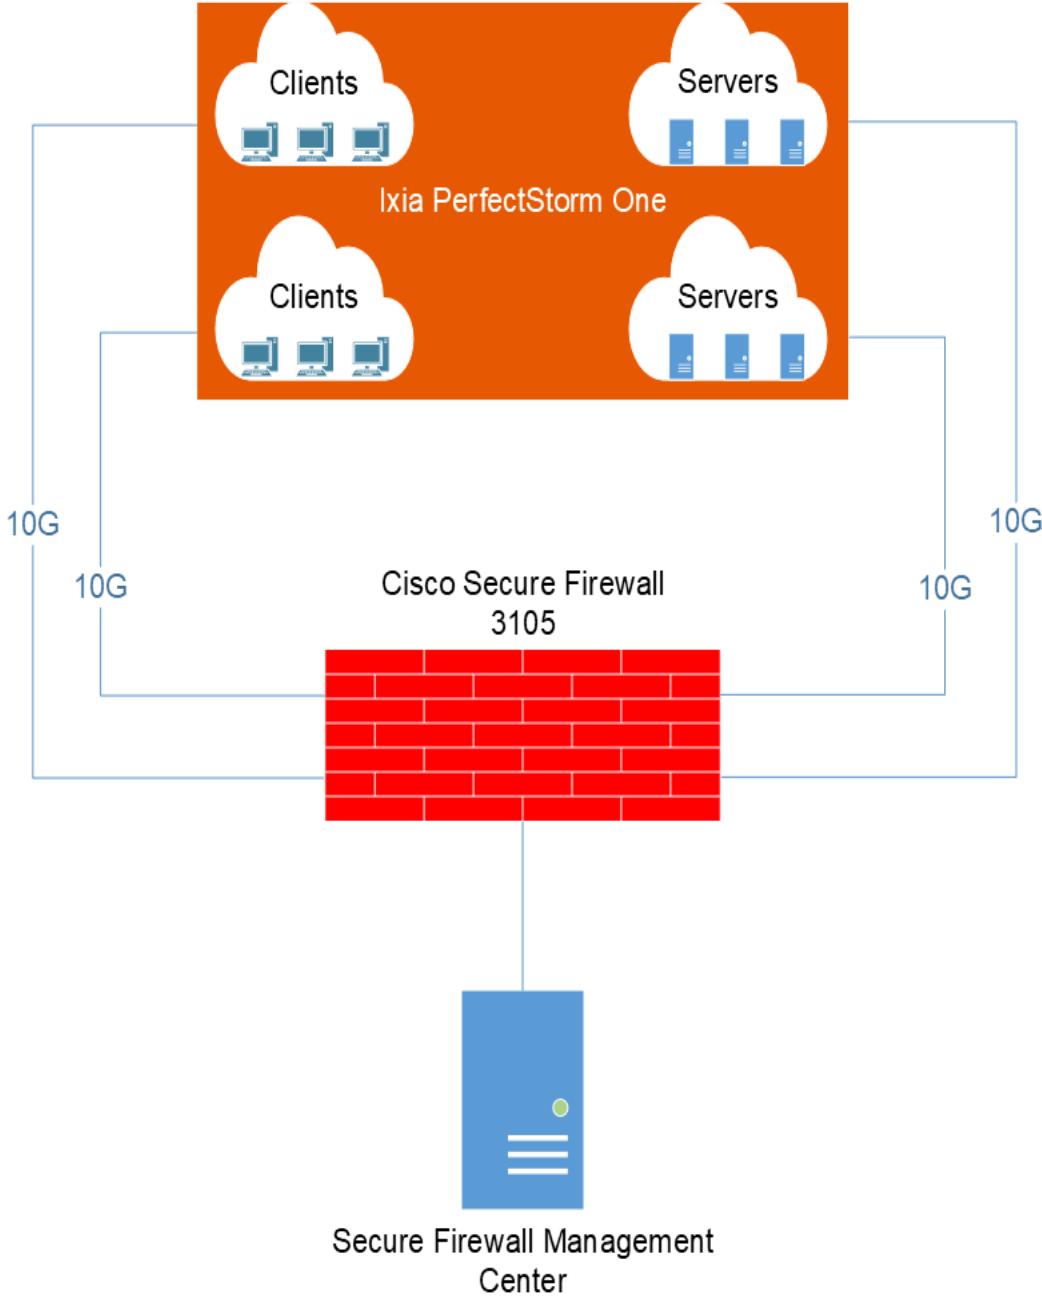 Clients
Servers
Ixia PerfectStorm One
Clients
Servers
10G
10G
10G
10G
Cisco Secure Firewall
3105
Secure Firewall Management
Center